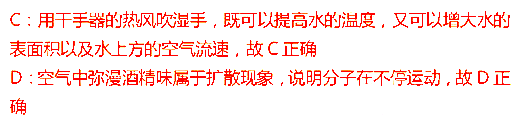 C：用干手器的热风吹湿手，既可以提高水的温度，又可以增大水的
表面积以及水上方的空气流速，故 C 正确
D：空气中弥漫酒精味属于扩散现象，说明分子在不停运动，故 D 正
确